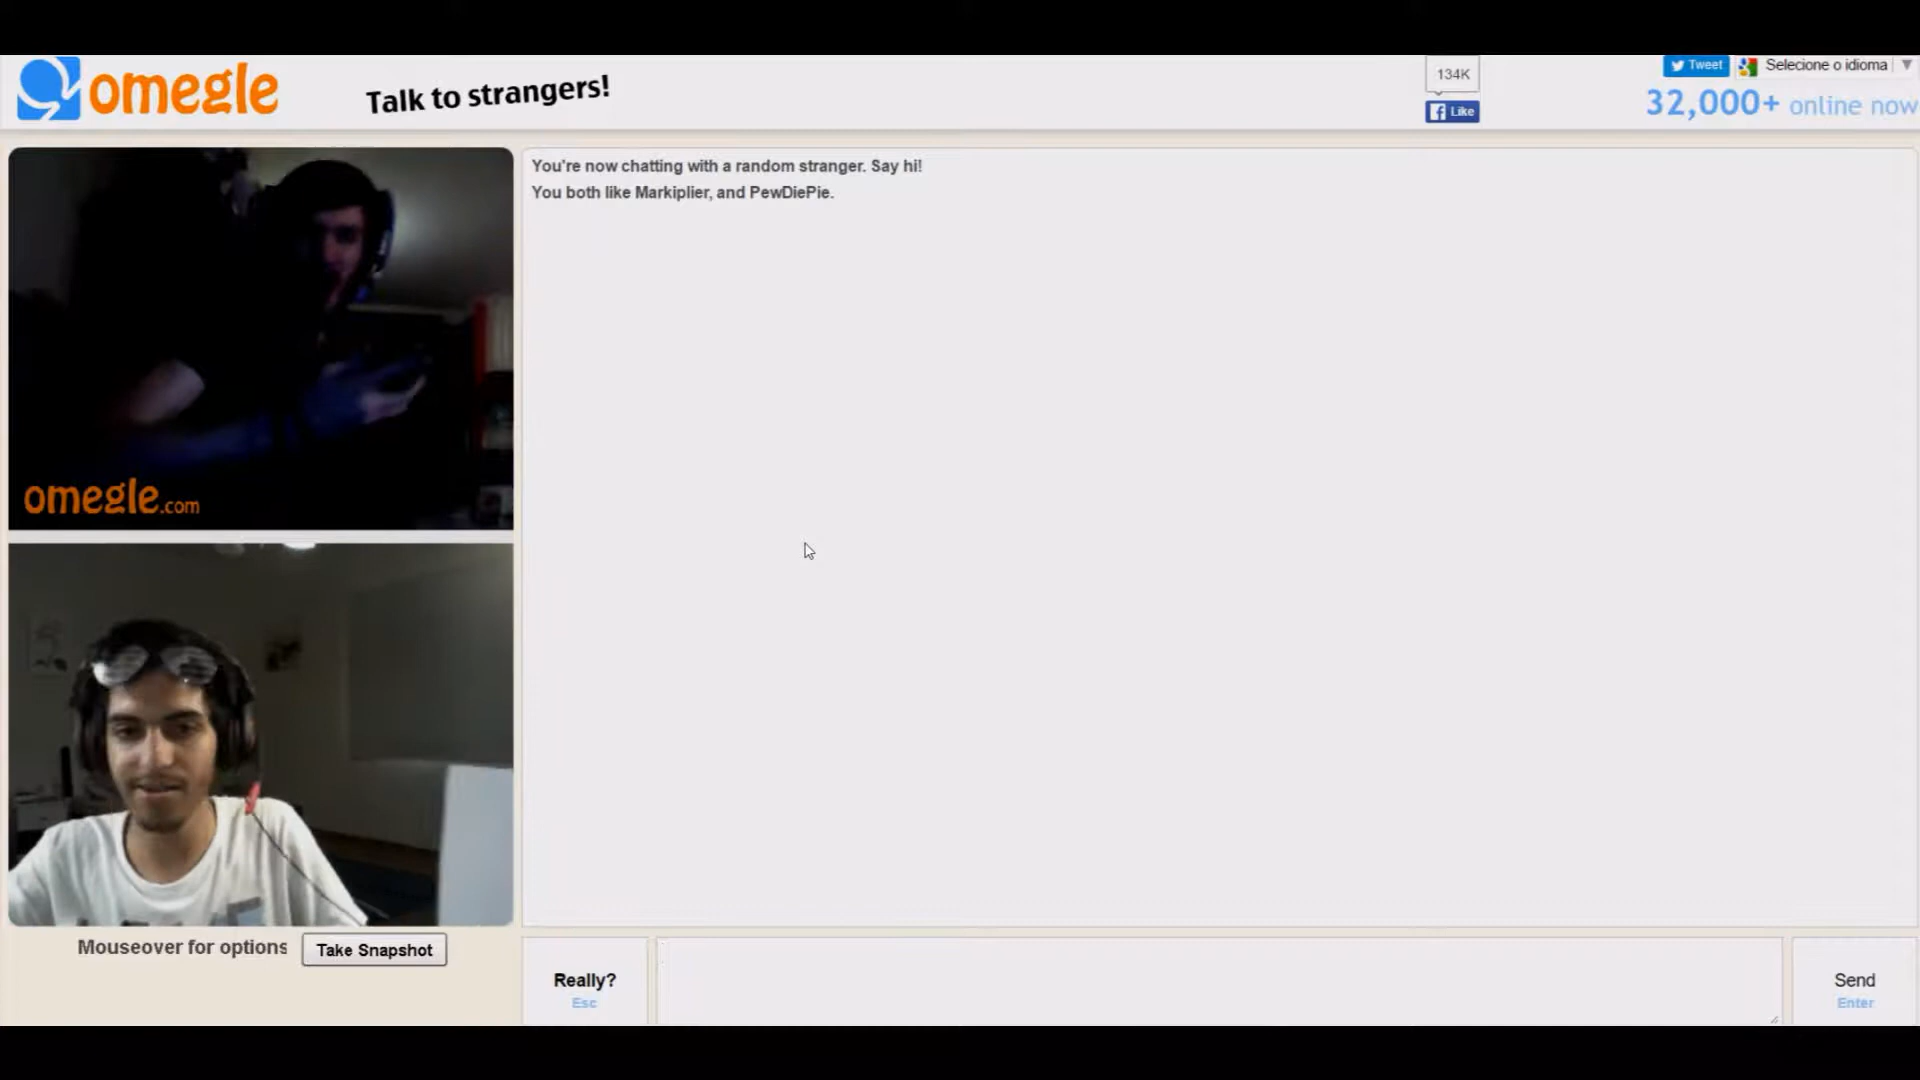 omegle
Talk to strangers!
134K
Like
Tweet
Selecione o idioma
32,000+ online now
You're now chatting with a random stranger. Say hi!
You both like Markiplier, and PewDiePie.
omegle.com
Mouseover for options
Take Snapshot
Really?
Esc
Send
Enter